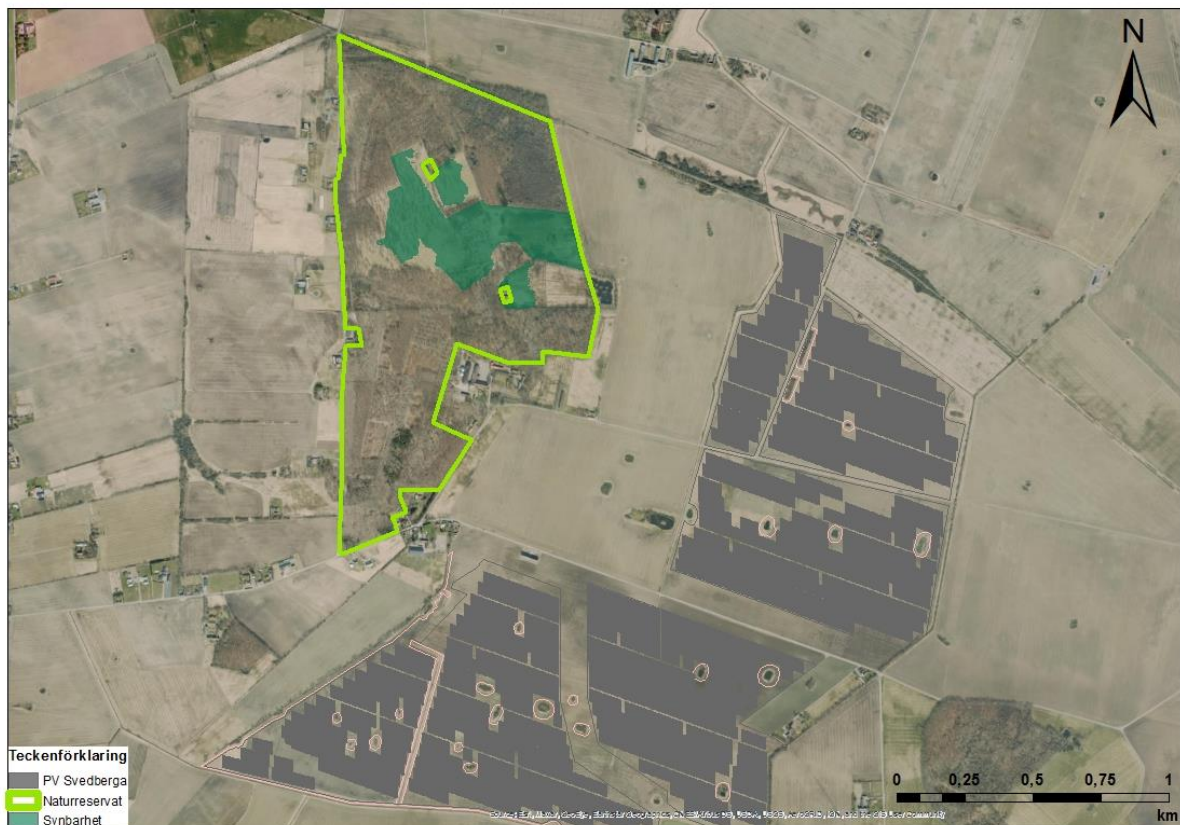 N
Teckenförklaring
PV Svedberga
Naturreservat
Synbarhet
0 0,25 0,5 0,75 1
km